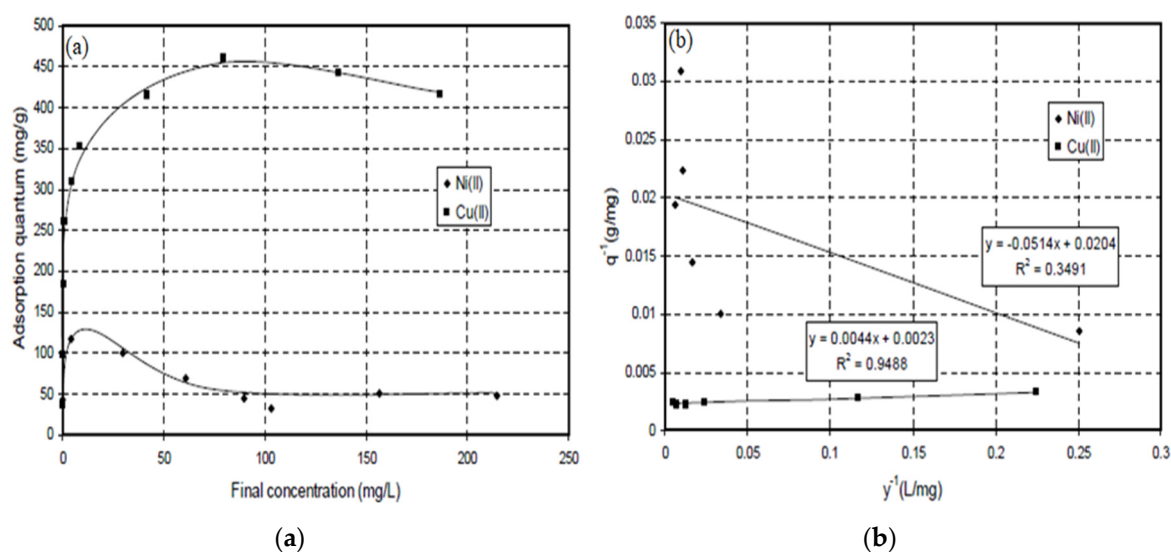 (a)
Adsorption quantum (mg/g)
500
450
400
350
300
250
200
150
100
50
0
Ni(II)
Cu(II)
0 50 100 150 200 250
Final concentration (mg/L)
(a)
(b)
q⁻¹(g/mg)
0.035
0.03
0.025
0.02
0.015
0.01
0.005
0
Ni(II)
Cu(II)
y = -0.0514x + 0.0204
R² = 0.3491
y = 0.0044x + 0.0023
R² = 0.9488
0 0.05 0.1 0.15 0.2 0.25 0.3
y⁻¹(L/mg)
(b)